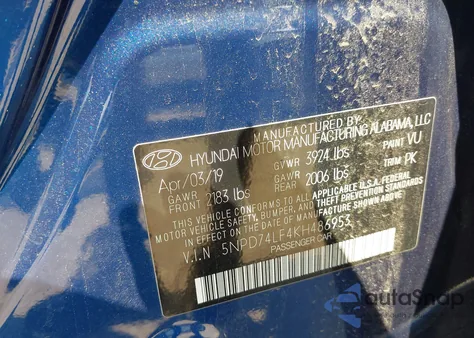 MANUFACTURED BY
HYUNDAI MOTOR MANUFACTURING ALABAMA, LLC
Apr/03/19 GVWR 3924 lbs PAINT VU
GAWR FRONT 2183 lbs GAWR REAR 2006 lbs TRIM PK
THIS VEHICLE CONFORMS TO ALL APPLICABLE U.S.A. FEDERAL
MOTOR VEHICLE SAFETY, BUMPER, AND THEFT PREVENTION STANDARDS
IN EFFECT ON THE DATE OF MANUFACTURE SHOWN ABOVE.
V.I.N 5NPD74LF4KH486953
PASSENGER CAR
autaSnap